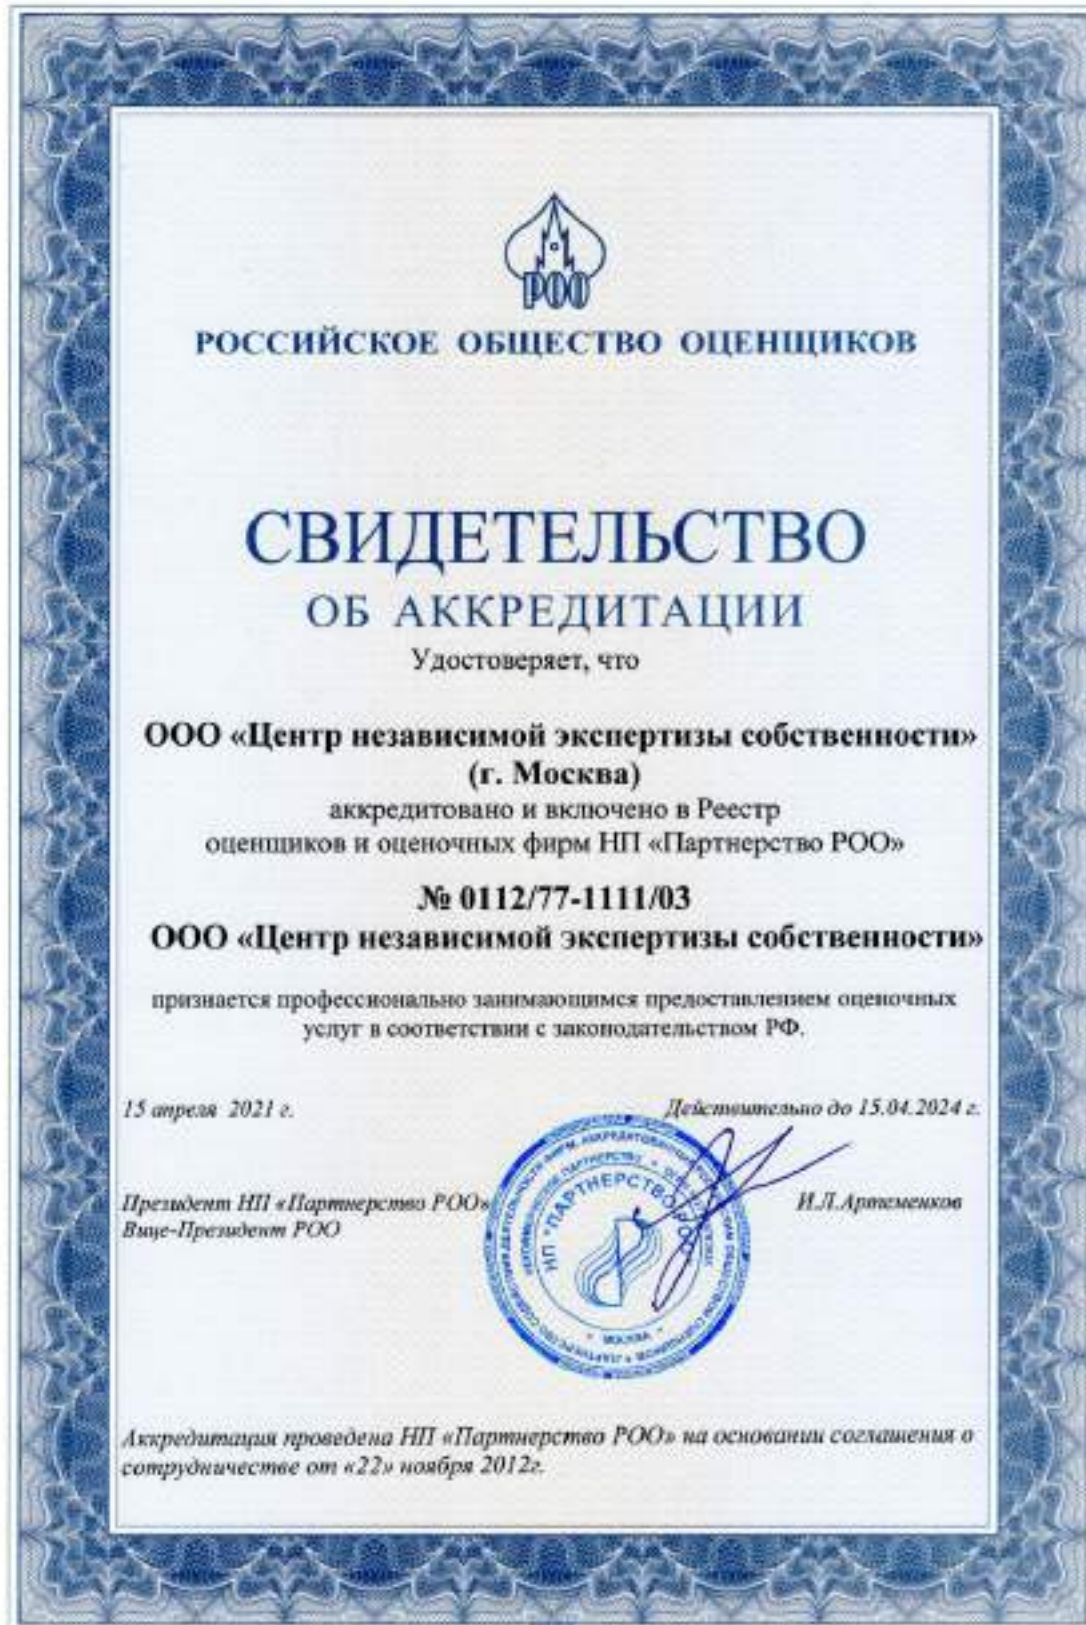 РОО
РОССИЙСКОЕ ОБЩЕСТВО ОЦЕНЩИКОВ
СВИДЕТЕЛЬСТВО
ОБ АККРЕДИТАЦИИ
Удостоверяет, что
ООО «Центр независимой экспертизы собственности»
(г. Москва)
аккредитовано и включено в Реестр
оценщиков и оценочных фирм НП «Партнерство РОО»
№ 0112/77-1111/03
ООО «Центр независимой экспертизы собственности»
признается профессионально занимающимся предоставлением оценочных
услуг в соответствии с законодательством РФ.
15 апреля 2021 г.
Действительно до 15.04.2024 г.
Президент НП «Партнерство РОО»
Вице-Президент РОО
И.Л.Артеменков
НП "ПАРТНЕРСТВО РОО"
МОСКВА
Аккредитация проведена НП «Партнерство РОО» на основании соглашения о
сотрудничестве от «22» ноября 2012г.